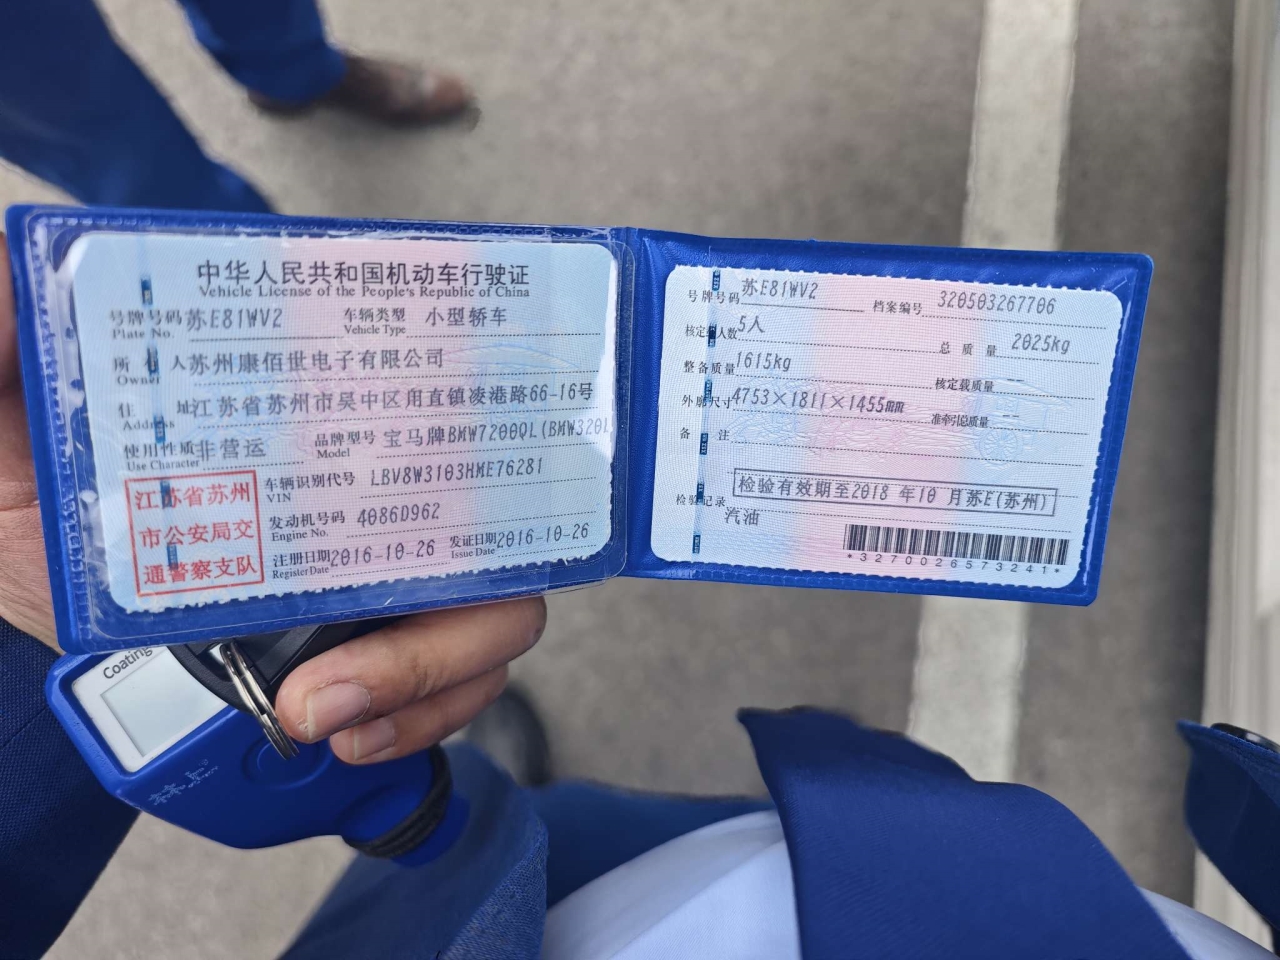 中华人民共和国机动车行驶证
Vehicle License of the People's Republic of China
号牌号码 苏E81WV2 车辆类型 小型轿车
Plate No. Vehicle Type
所 有 人 苏州康佰世电子有限公司
Owner
住 址 江苏省苏州市吴中区甪直镇凌港路66-16号
Address
使用性质 非营运 品牌型号 宝马牌BMW7200QL(BMW320L
Use Character Model
江苏省苏州
市公安局交
通警察支队
车辆识别代号 LBV8W3103HME76281
VIN
发动机号码 4086D962
Engine No.
注册日期 2016-10-26 发证日期 2016-10-26
Register Date Issue Date
号牌号码 苏E81WV2 档案编号 320503267706
核定载人数 5人 总 质 量 2025kg
整备质量 1615kg 核定载质量 --
外廓尺寸 4753×1811×1455mm 准牵引总质量 --
备 注
检验有效期至2018 年10 月苏E(苏州)
检验记录
汽油
*3270026573241*
Coating